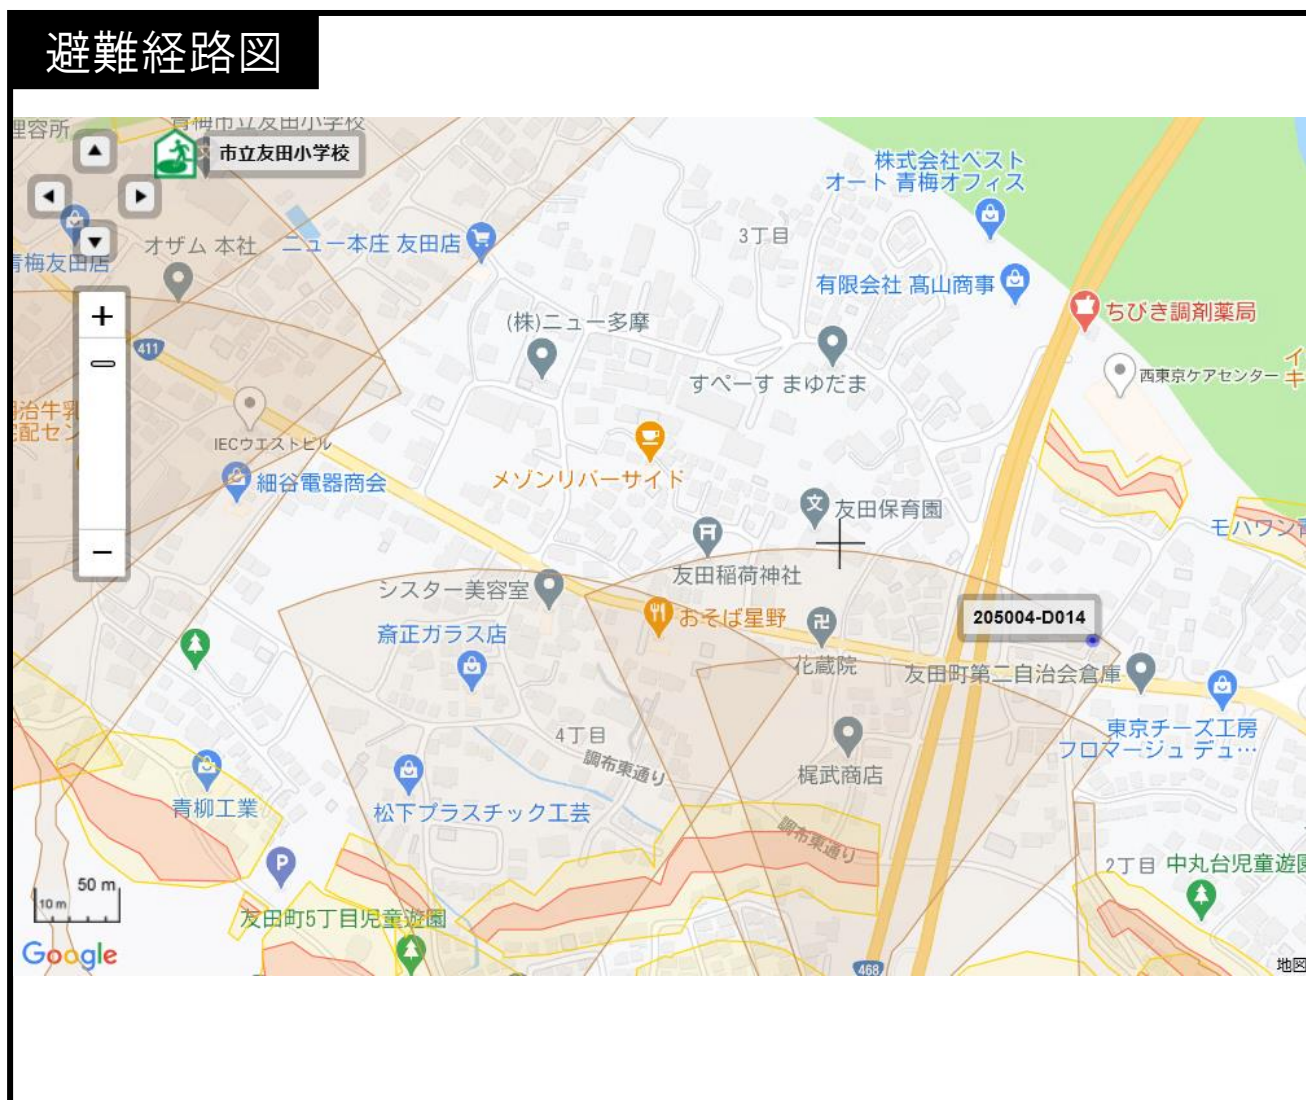 避難経路図
理容所
青梅市立友田小学校
市立友田小学校
株式会社ベスト
オート 青梅オフィス
3丁目
オザム 本社
ニュー本庄 友田店
青梅友田店
有限会社 髙山商事
ちびき調剤薬局
(株)ニュー多摩
411
すぺーす まゆだま
西東京ケアセンター
イ
キ
IECウエストビル
細谷電器商会
メゾンリバーサイド
友田保育園
モハワン青
友田稲荷神社
シスター美容室
おそば星野
205004-D014
斎正ガラス店
花蔵院
友田町第二自治会倉庫
4丁目
調布東通り
東京チーズ工房
フロマージュ デュ…
梶武商店
青柳工業
松下プラスチック工芸
調布東通り
2丁目
中丸台児童遊園
50 m
10 m
友田町5丁目児童遊園
Google
468
地図